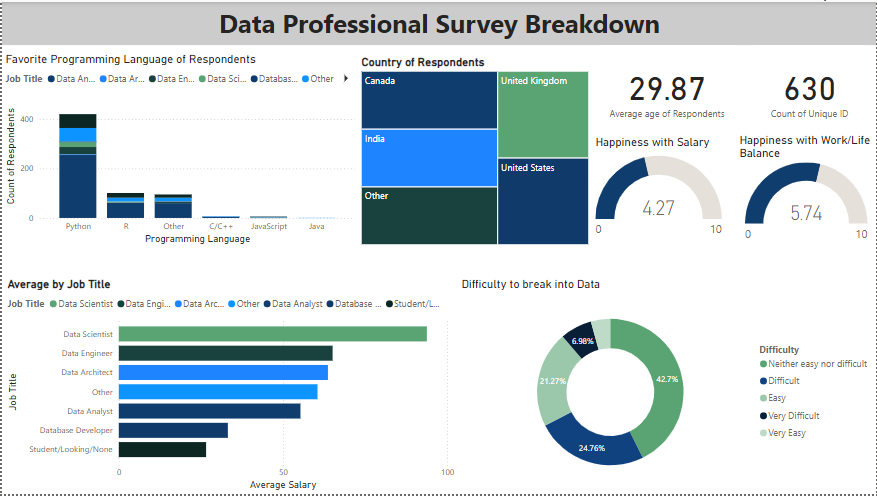 Data Professional Survey Breakdown
Favorite Programming Language of Respondents
Job Title Data An... Data Ar... Data En... Data Sci... Databas... Other
Count of Respondents
400
200
0
Python R Other C/C++ JavaScript Java
Programming Language
Country of Respondents
Canada
United Kingdom
India
United States
Other
29.87
Average age of Respondents
630
Count of Unique ID
Happiness with Salary
4.27
0 10
Happiness with Work/Life
Balance
5.74
0 10
Average by Job Title
Job Title Data Scientist Data Engi... Data Arc... Other Data Analyst Database ... Student/L...
Job Title
Data Scientist
Data Engineer
Data Architect
Other
Data Analyst
Database Developer
Student/Looking/None
0 50 100
Average Salary
Difficulty to break into Data
6.98%
21.27%
42.7%
24.76%
Difficulty
Neither easy nor difficult
Difficult
Easy
Very Difficult
Very Easy